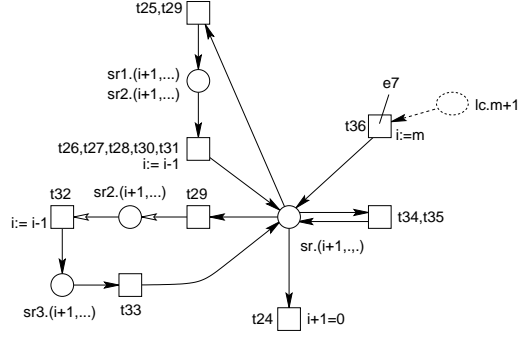 t25,t29
sr1.(i+1,...)
sr2.(i+1,...)
e7
lc.m+1
t36
i:=m
t26,t27,t28,t30,t31
i:= i-1
t32
sr2.(i+1,...)
t29
i:= i-1
t34,t35
sr.(i+1,.,.)
sr3.(i+1,...)
t33
t24
i+1=0